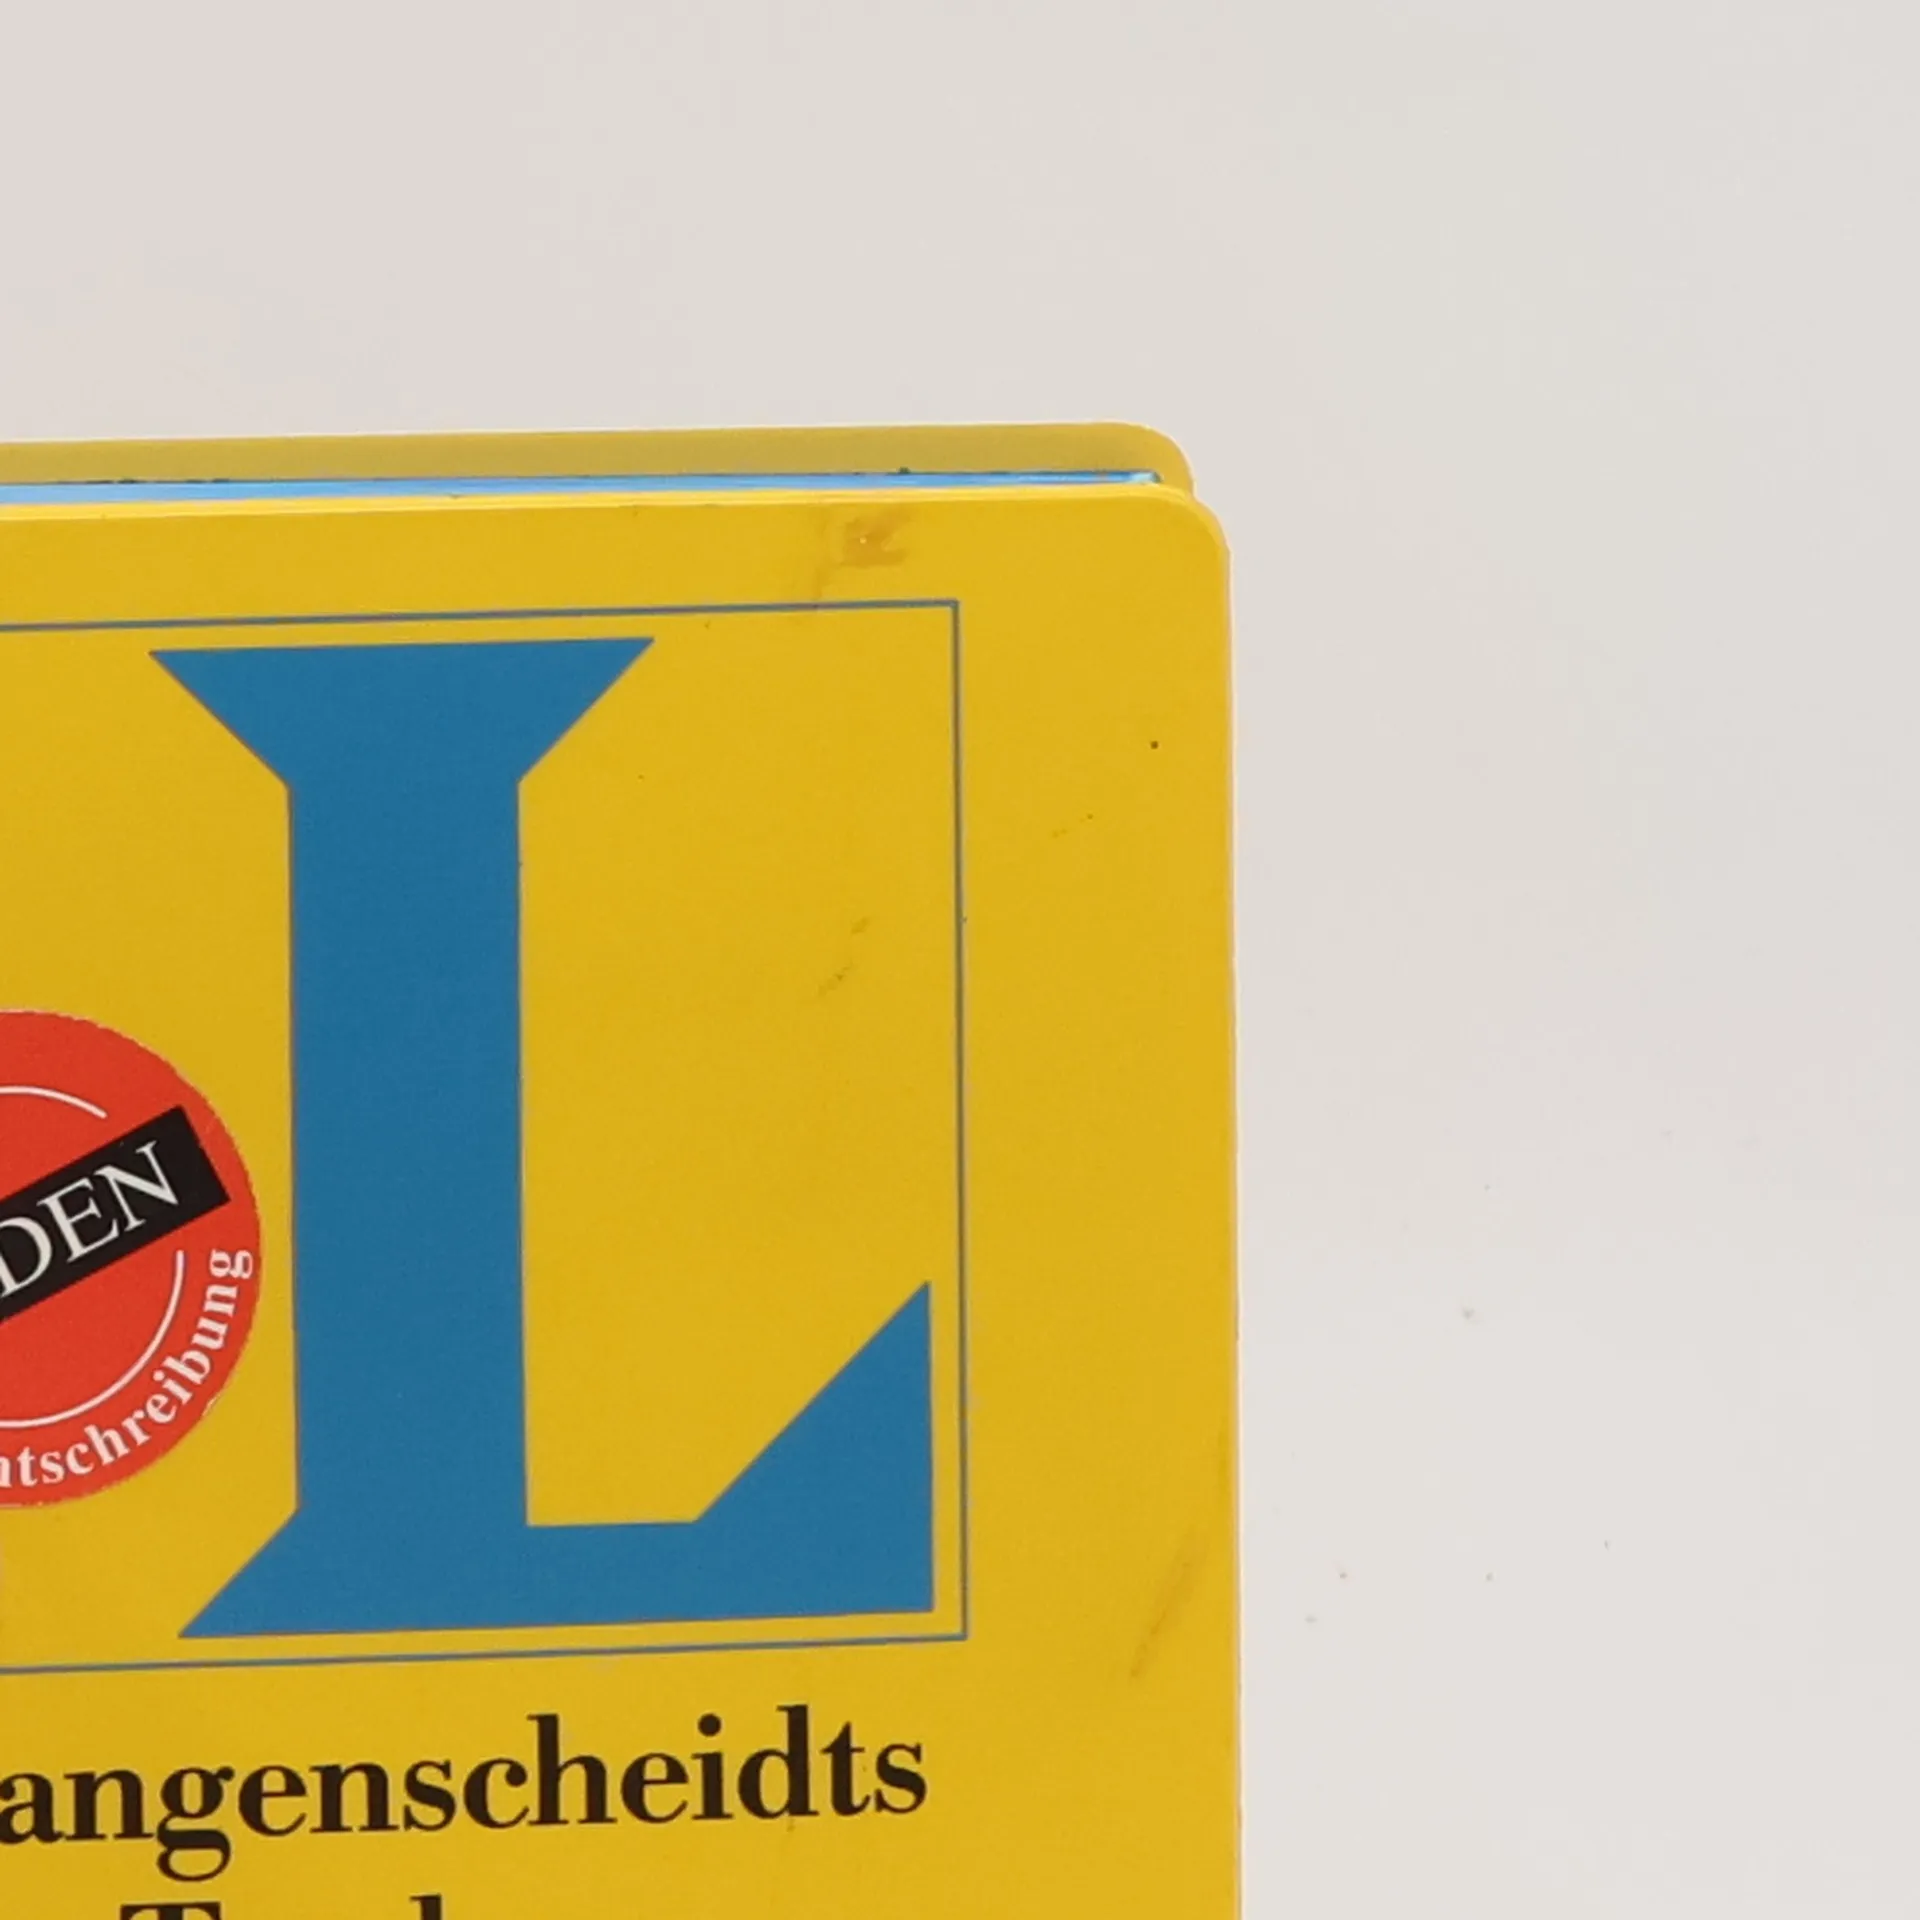 L
DEN
tschreibung
angenscheidts